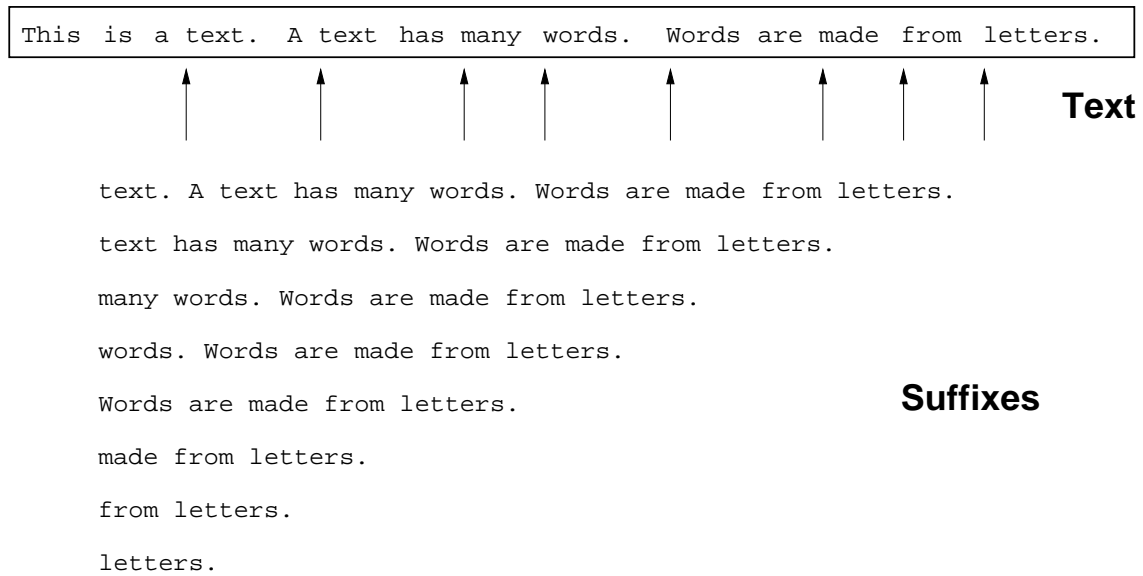 This is a text. A text has many words. Words are made from letters.
Text
text. A text has many words. Words are made from letters.
text has many words. Words are made from letters.
many words. Words are made from letters.
words. Words are made from letters.
Words are made from letters.
Suffixes
made from letters.
from letters.
letters.